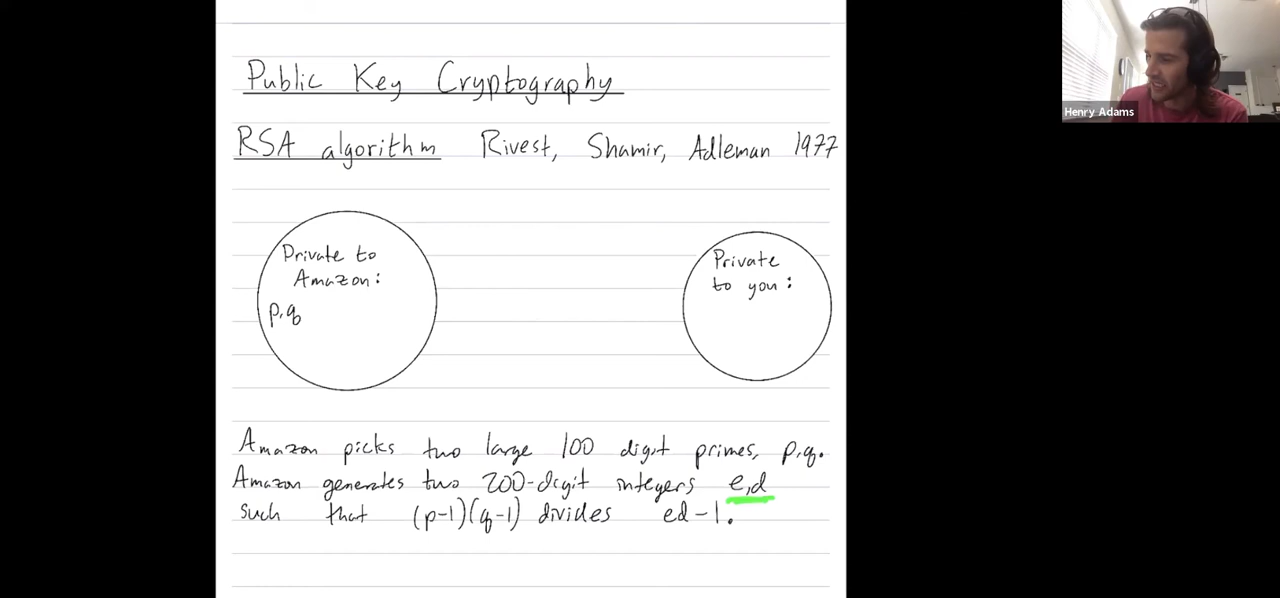 Public Key Cryptography
RSA algorithm Rivest, Shamir, Adleman 1977
Private to
Amazon:
p,q
Private
to you:
Amazon picks two large 100 digit primes, p,q.
Amazon generates two 200-digit integers e,d
such that (p-1)(q-1) divides ed-1.
Henry Adams